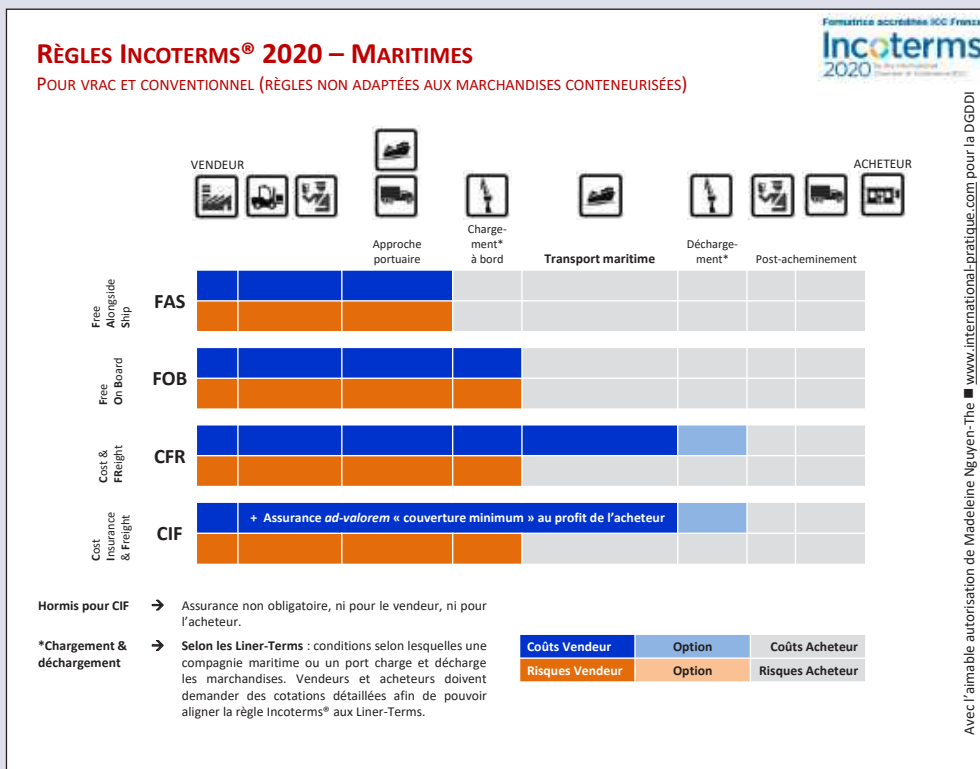 Formatrice accréditée ICC France
Incoterms
2020
RÈGLES INCOTERMS® 2020 – MARITIMES
POUR VRAC ET CONVENTIONNEL (RÈGLES NON ADAPTÉES AUX MARCHANDISES CONTENEURISÉES)
VENDEUR
ACHETEUR
Approche
portuaire
Charge-
ment*
à bord
Transport maritime
Décharge-
ment*
Post-acheminement
Free
Alongside
Ship
FAS
Free
On Board
FOB
Cost &
FReight
CFR
Cost
Insurance
& Freight
CIF
+ Assurance ad-valorem « couverture minimum » au profit de l'acheteur
Hormis pour CIF → Assurance non obligatoire, ni pour le vendeur, ni pour
l'acheteur.
*Chargement & → Selon les Liner-Terms : conditions selon lesquelles une
déchargement compagnie maritime ou un port charge et décharge
les marchandises. Vendeurs et acheteurs doivent
demander des cotations détaillées afin de pouvoir
aligner la règle Incoterms® aux Liner-Terms.
Coûts Vendeur Option Coûts Acheteur
Risques Vendeur Option Risques Acheteur
Avec l'aimable autorisation de Madeleine Nguyen-The ■ www.international-pratique.com pour la DGDDI